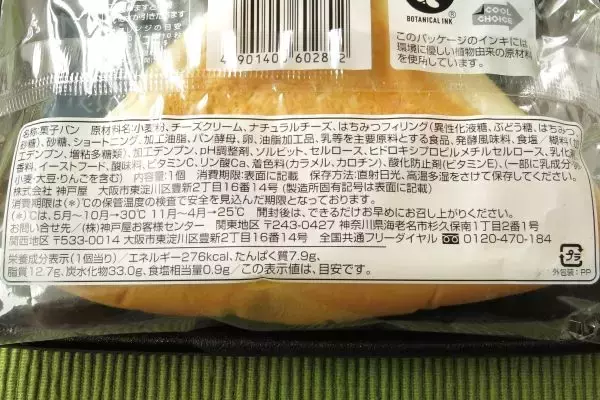 BOTANICAL INK
COOL
CHOICE
4901405602812
このパッケージのインキには
環境に優しい植物由来の原材料
を使用しています。
名称:菓子パン 原材料名:小麦粉、チーズクリーム、ナチュラルチーズ、はちみつフィリング(異性化液糖、ぶどう糖、はちみつ、
砂糖)、砂糖、ショートニング、加工油脂、パン酵母、卵、油脂加工品、乳等を主要原料とする食品、発酵風味料、食塩/糊料(加
工デンプン、増粘多糖類)、加工デンプン、pH調整剤、ソルビット、セルロース、ヒドロキシプロピルメチルセルロース、乳化剤、
香料、イーストフード、酸味料、ビタミンC、リン酸Ca、着色料(カラメル、カロチン)、酸化防止剤(ビタミンE)、(一部に乳成分・
小麦・大豆・りんごを含む) 内容量:1個 消費期限:表面に記載 保存方法:直射日光、高温多湿をさけて保存してください。
株式会社 神戸屋 大阪市東淀川区豊新2丁目16番14号 (製造所固有記号は表面に記載)
消費期限は(*)℃の保管温度の検査で安全を見込んだ期限となっております。
(*)℃は、5月~10月→30℃ 11月~4月→25℃ 開封後は、できるだけお早めにお召し上がりください。
お問い合せ先/(株)神戸屋お客様センター 関東地区〒243-0427 神奈川県海老名市杉久保南1丁目2番1号
関西地区〒533-0014 大阪市東淀川区豊新2丁目16番14号 全国共通フリーダイヤル 0120-470-184
栄養成分表示(1個当り)/エネルギー276kcal、たんぱく質7.9g、
脂質12.7g、炭水化物33.0g、食塩相当量0.9g/この表示値は、目安です。
プラ
外包装:PP